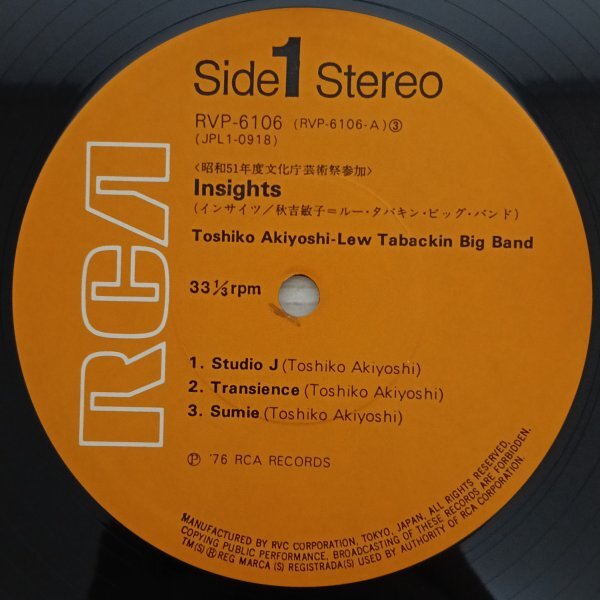 RCA
Side 1 Stereo
RVP-6106 (RVP-6106-A)③
(JPL1-0918)
〈昭和51年度文化庁芸術祭参加〉
Insights
(インサイツ/秋吉敏子=ルー・タバキン・ビッグ・バンド)
Toshiko Akiyoshi-Lew Tabackin Big Band
33⅓rpm
1. Studio J (Toshiko Akiyoshi)
2. Transience (Toshiko Akiyoshi)
3. Sumie (Toshiko Akiyoshi)
Ⓟ '76 RCA RECORDS
MANUFACTURED BY RVC CORPORATION, TOKYO, JAPAN, ALL RIGHTS RESERVED,
COPYING PUBLIC PERFORMANCE, BROADCASTING OF THESE RECORDS ARE FORBIDDEN.
TM(S) ® REG MARCA (S) REGISTRADA(S) USED BY AUTHORITY OF RCA CORPORATION.